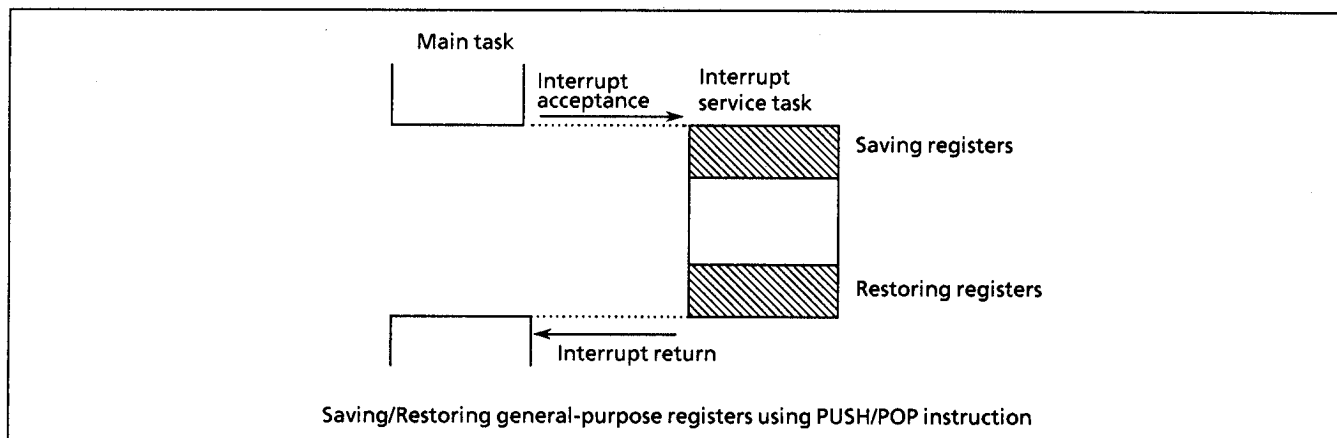 Main task
Interrupt
acceptance
Interrupt
service task
Saving registers
Restoring registers
Interrupt return
Saving/Restoring general-purpose registers using PUSH/POP instruction